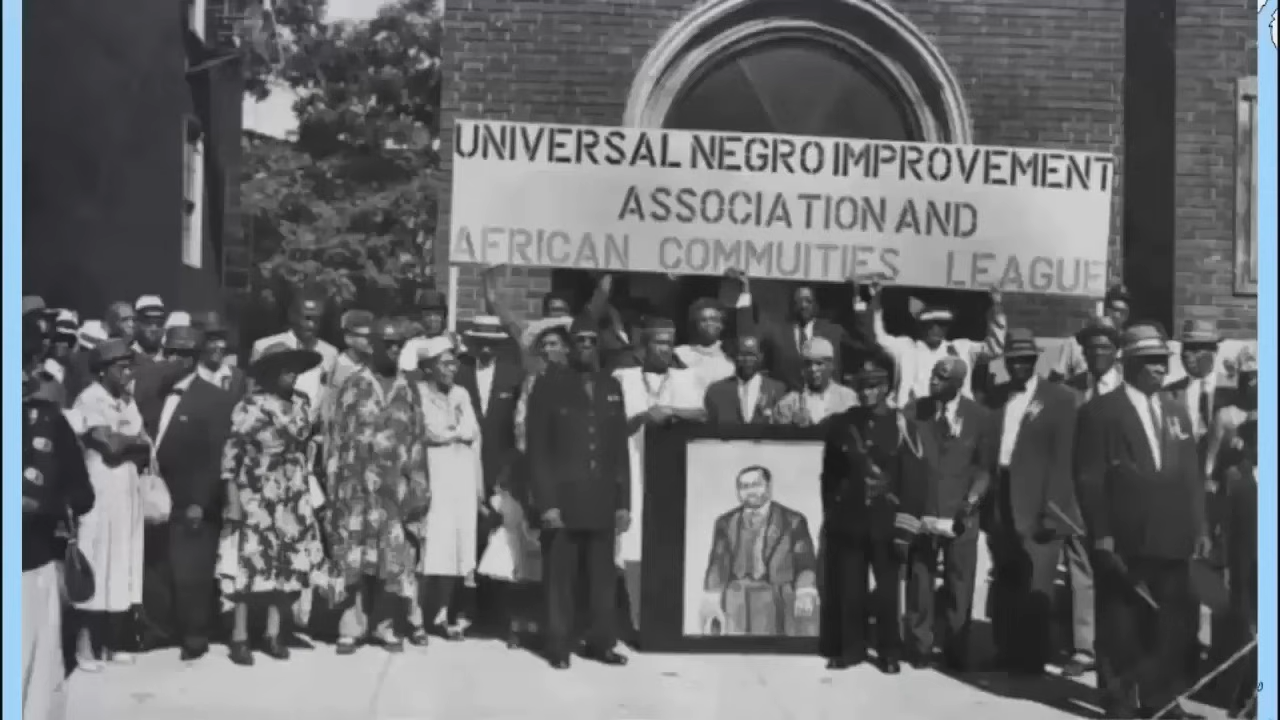 UNIVERSAL NEGRO IMPROVEMENT
ASSOCIATION AND
AFRICAN COMMUITIES LEAGUE